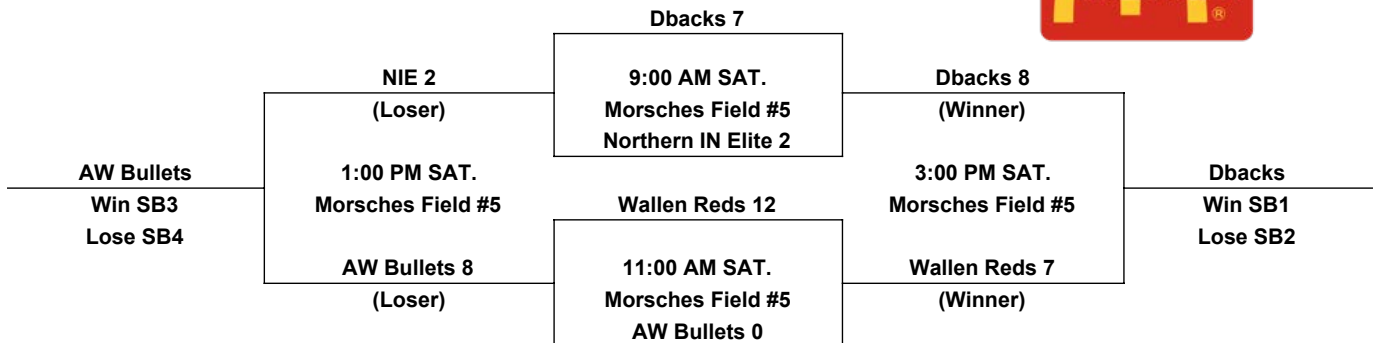 Dbacks 7
NIE 2
9:00 AM SAT.
Dbacks 8
(Loser)
Morsches Field #5
(Winner)
Northern IN Elite 2
AW Bullets
1:00 PM SAT.
3:00 PM SAT.
Dbacks
Win SB3
Morsches Field #5
Wallen Reds 12
Morsches Field #5
Win SB1
Lose SB4
Lose SB2
AW Bullets 8
11:00 AM SAT.
Wallen Reds 7
(Loser)
Morsches Field #5
(Winner)
AW Bullets 0
®